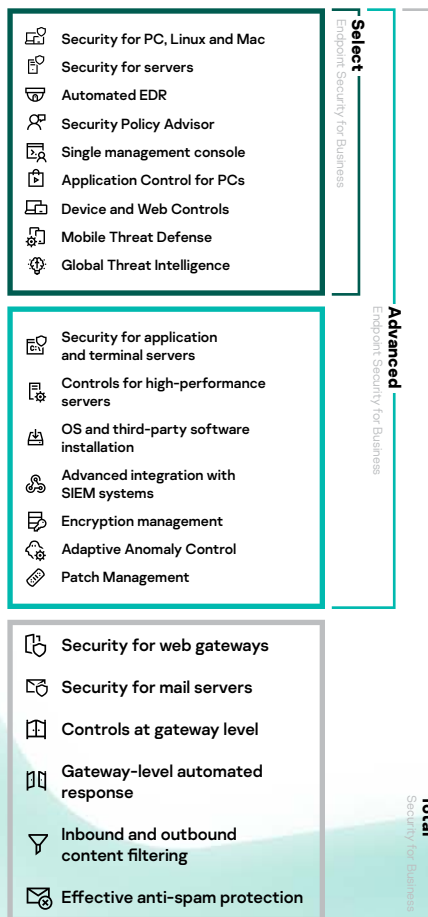 Security for PC, Linux and Mac
Security for servers
Automated EDR
Security Policy Advisor
Single management console
Application Control for PCs
Device and Web Controls
Mobile Threat Defense
Global Threat Intelligence
Select
Endpoint Security for Business
Security for application
and terminal servers
Controls for high-performance
servers
OS and third-party software
installation
Advanced integration with
SIEM systems
Encryption management
Adaptive Anomaly Control
Patch Management
Advanced
Endpoint Security for Business
Security for web gateways
Security for mail servers
Controls at gateway level
Gateway-level automated
response
Inbound and outbound
content filtering
Effective anti-spam protection
Total
Security for Business